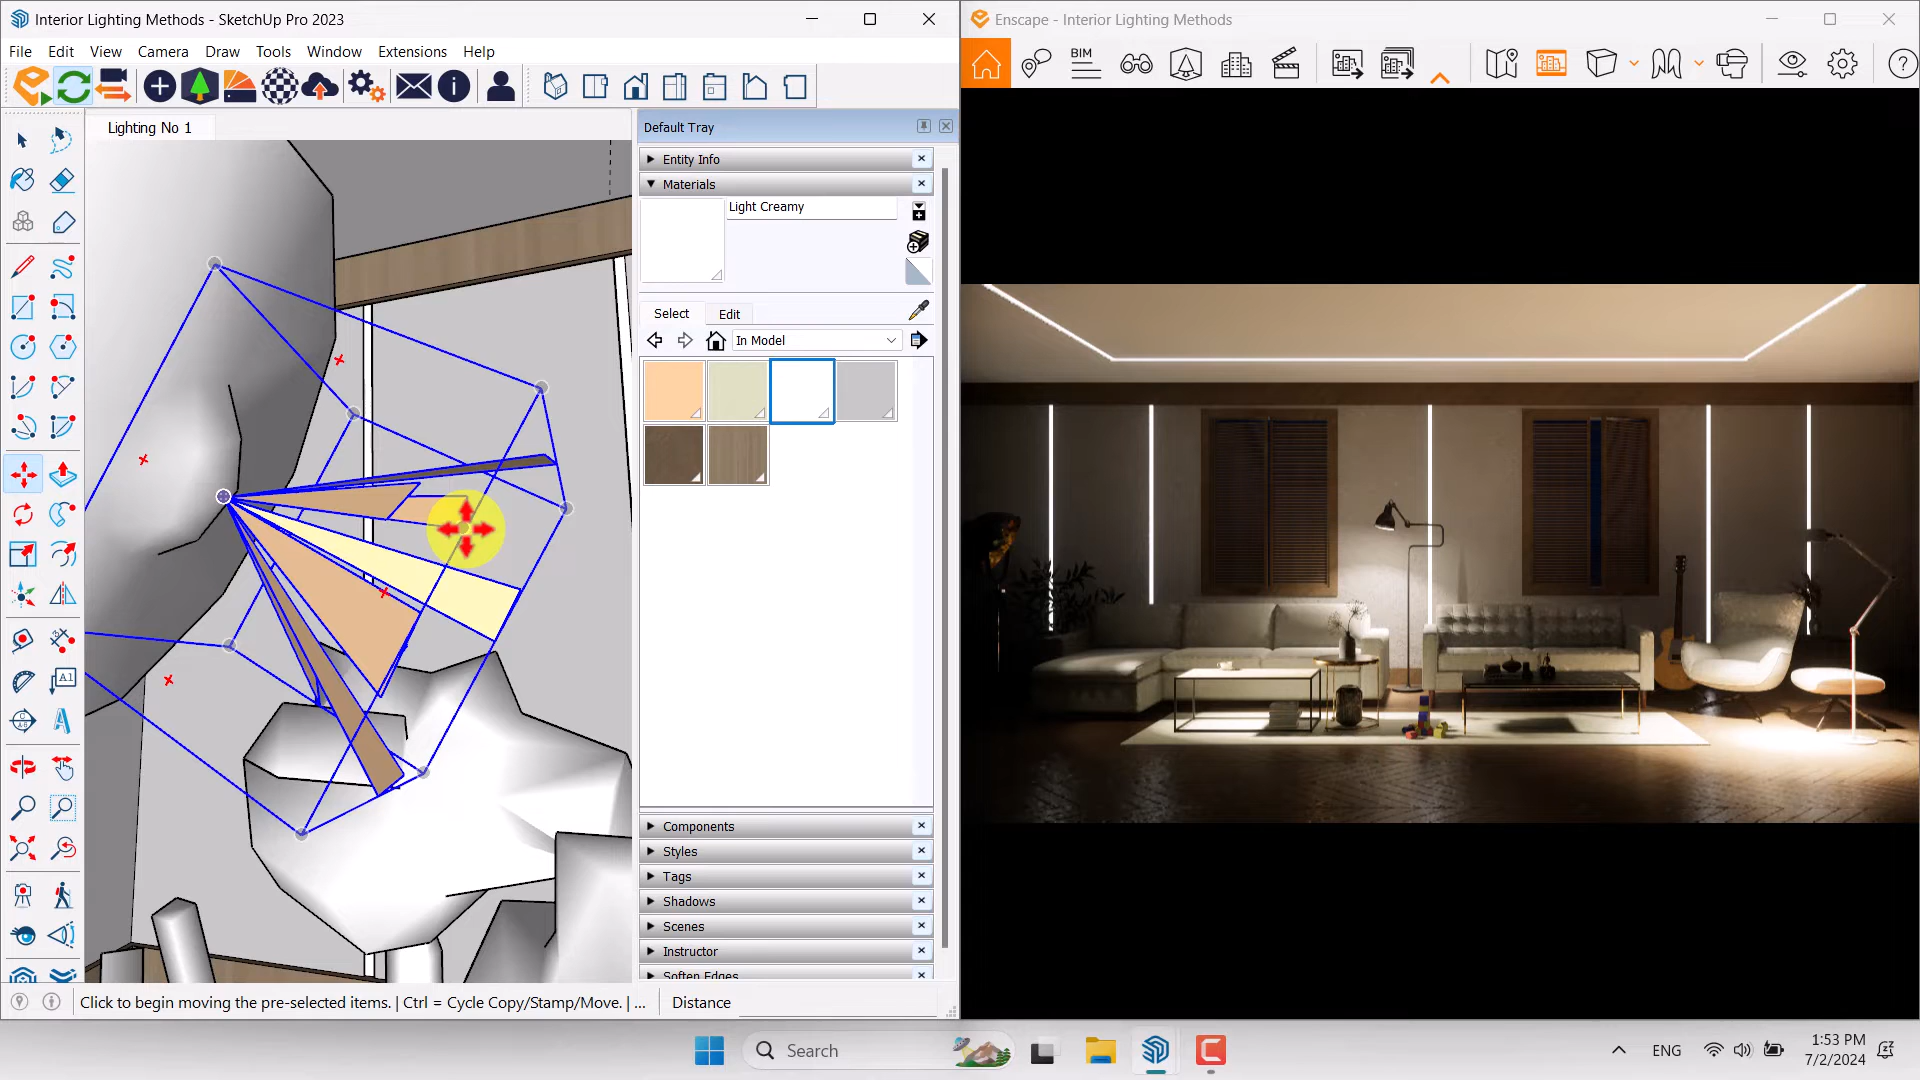 Interior Lighting Methods - SketchUp Pro 2023
File Edit View Camera Draw Tools Window Extensions Help
Lighting No 1
Default Tray
Entity Info
Materials
Light Creamy
Select Edit
In Model
Components
Styles
Tags
Shadows
Scenes
Instructor
Soften Edges
Click to begin moving the pre-selected items. | Ctrl = Cycle Copy/Stamp/Move. | ... Distance
Enscape - Interior Lighting Methods
BIM
Search
ENG
1:53 PM
7/2/2024